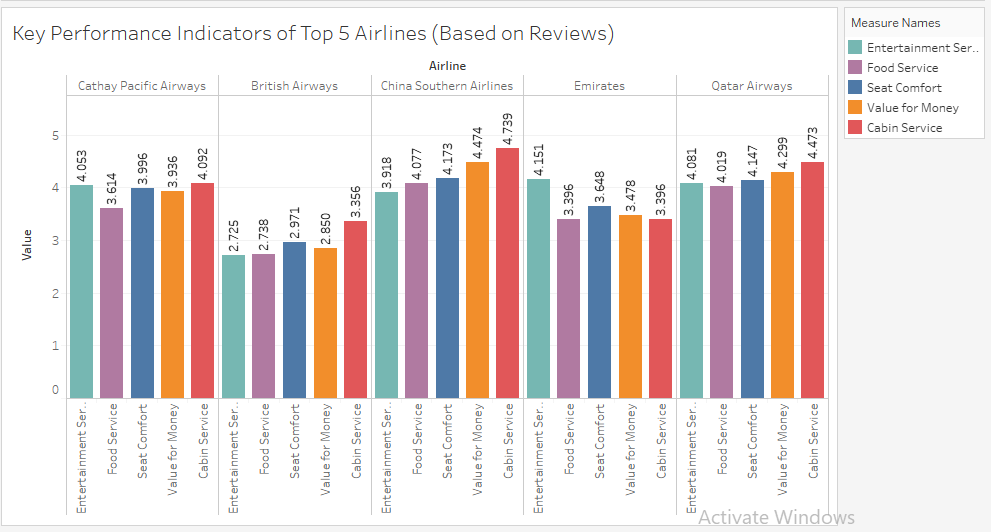 Key Performance Indicators of Top 5 Airlines (Based on Reviews)
Airline
Cathay Pacific Airways British Airways China Southern Airlines Emirates Qatar Airways
Value
5
4
3
2
1
0
4.053 3.614 3.996 3.936 4.092
2.725 2.738 2.971 2.850 3.356
3.918 4.077 4.173 4.474 4.739
4.151 3.396 3.648 3.478 3.396
4.081 4.019 4.147 4.299 4.473
Entertainment Ser.. Food Service Seat Comfort Value for Money Cabin Service
Entertainment Ser.. Food Service Seat Comfort Value for Money Cabin Service
Entertainment Ser.. Food Service Seat Comfort Value for Money Cabin Service
Entertainment Ser.. Food Service Seat Comfort Value for Money Cabin Service
Entertainment Ser.. Food Service Seat Comfort Value for Money Cabin Service
Measure Names
Entertainment Ser..
Food Service
Seat Comfort
Value for Money
Cabin Service
Activate Windows